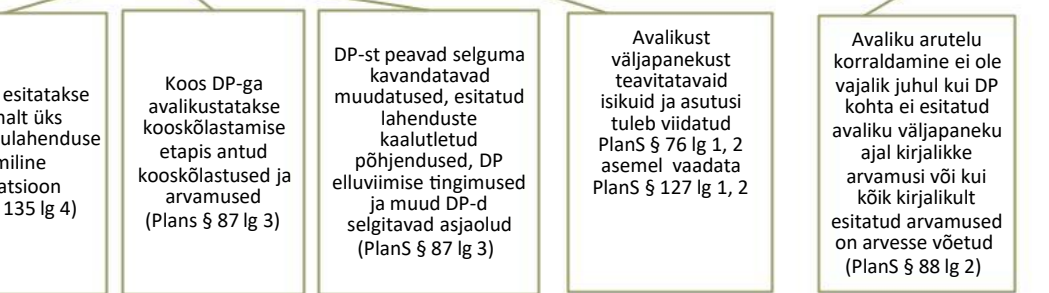 esitatakse
malt üks
ulahenduse
miline
atsioon
135 lg 4)
Koos DP-ga
avalikustatakse
kooskõlastamise
etapis antud
kooskõlastused ja
arvamused
(Plans § 87 lg 3)
DP-st peavad selguma
kavandatavad
muudatused, esitatud
lahenduste
kaalutletud
põhjendused, DP
elluviimise tingimused
ja muud DP-d
selgitavad asjaolud
(PlanS § 87 lg 3)
Avalikust
väljapanekust
teavitatavaid
isikuid ja asutusi
tuleb viidatud
PlanS § 76 lg 1, 2
asemel vaadata
PlanS § 127 lg 1, 2
Avaliku arutelu
korraldamine ei ole
vajalik juhul kui DP
kohta ei esitatud
avaliku väljapaneku
ajal kirjalikke
arvamusi või kui
kõik kirjalikult
esitatud arvamused
on arvesse võetud
(PlanS § 88 lg 2)